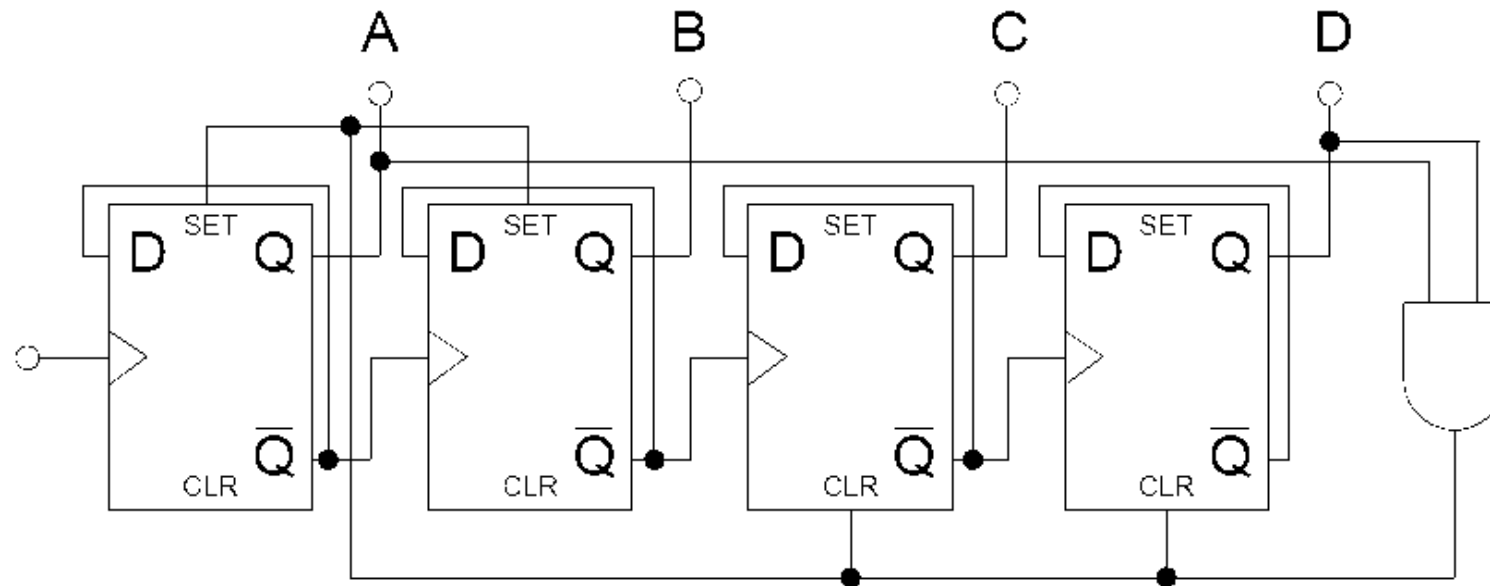 A B C D
SET SET SET SET
D Q D Q D Q D Q
Q̅ Q̅ Q̅ Q̅
CLR CLR CLR CLR